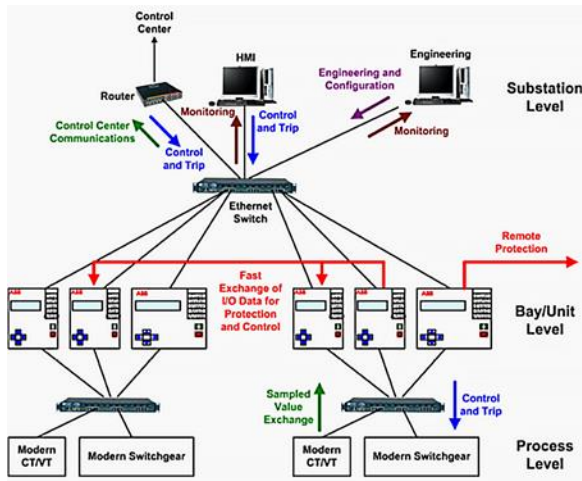 Control
Center
HMI
Engineering
Substation
Level
Router
Engineering and
Configuration
Monitoring
Control
and Trip
Monitoring
Control Center
Communications
Control
and Trip
Ethernet
Switch
Remote
Protection
ABB
ABB
ABB
Fast
Exchange of
I/O Data for
Protection
and Control
ABB
ABB
ABB
Bay/Unit
Level
Sampled
Value
Exchange
Control
and Trip
Modern
CT/VT
Modern Switchgear
Modern
CT/VT
Modern Switchgear
Process
Level